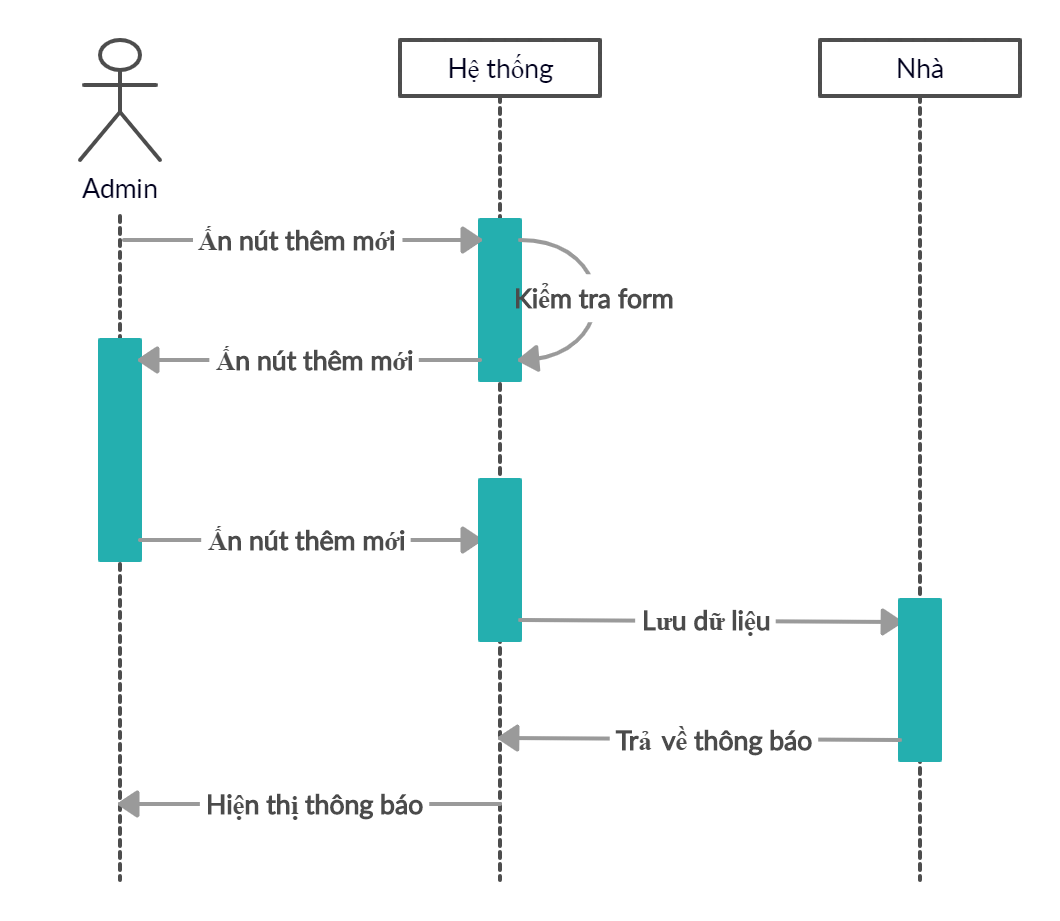 Hệ thống
Nhà
Admin
Ấn nút thêm mới
Kiểm tra form
Ấn nút thêm mới
Ấn nút thêm mới
Lưu dữ liệu
Trả về thông báo
Hiện thị thông báo